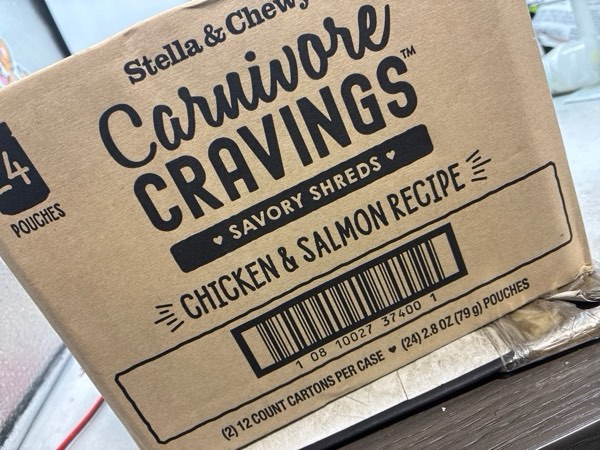 Stella & Chewy
Carnivore
CRAVINGS™
♥ SAVORY SHREDS ♥
CHICKEN & SALMON RECIPE
4
POUCHES
1 08 10027 37400 1
(2) 12 COUNT CARTONS PER CASE ♥ (24) 2.8 OZ (79 g) POUCHES